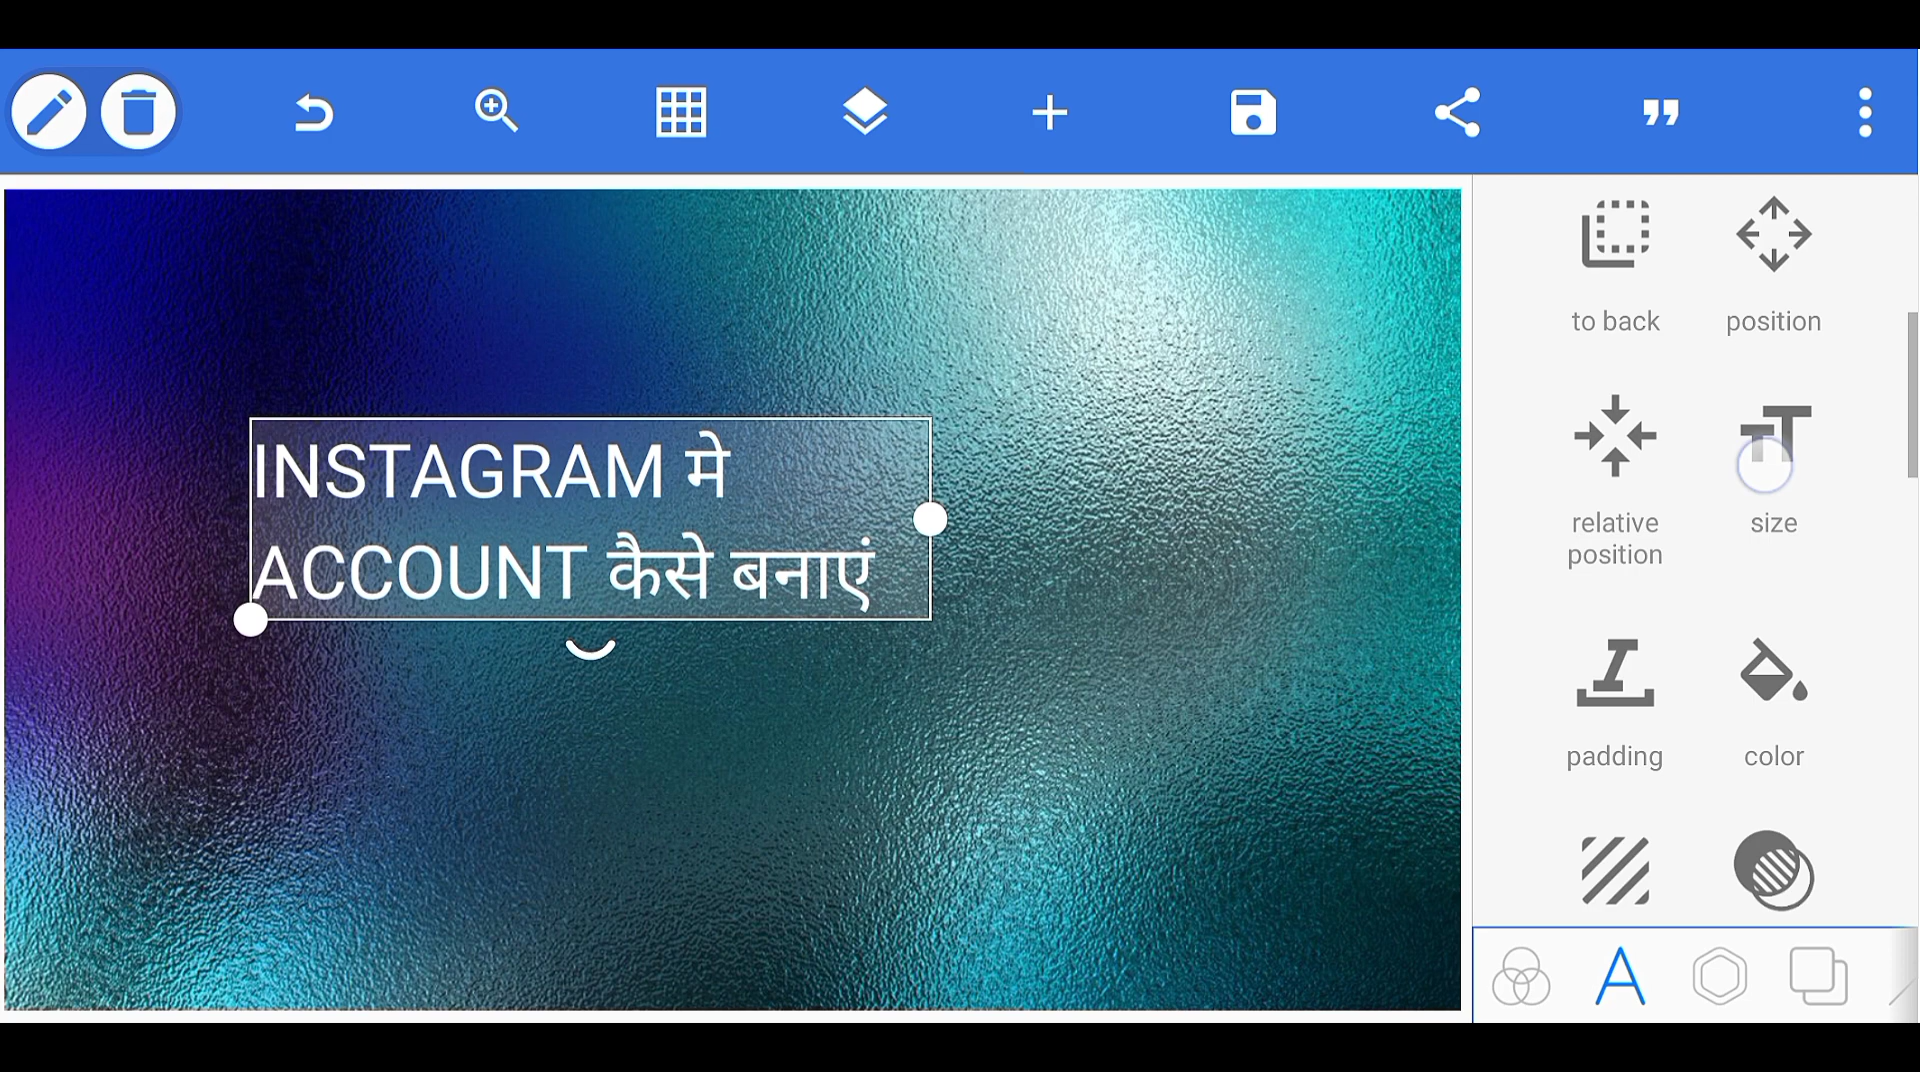 INSTAGRAM मे
ACCOUNT कैसे बनाएं
to back
position
relative
position
size
padding
color